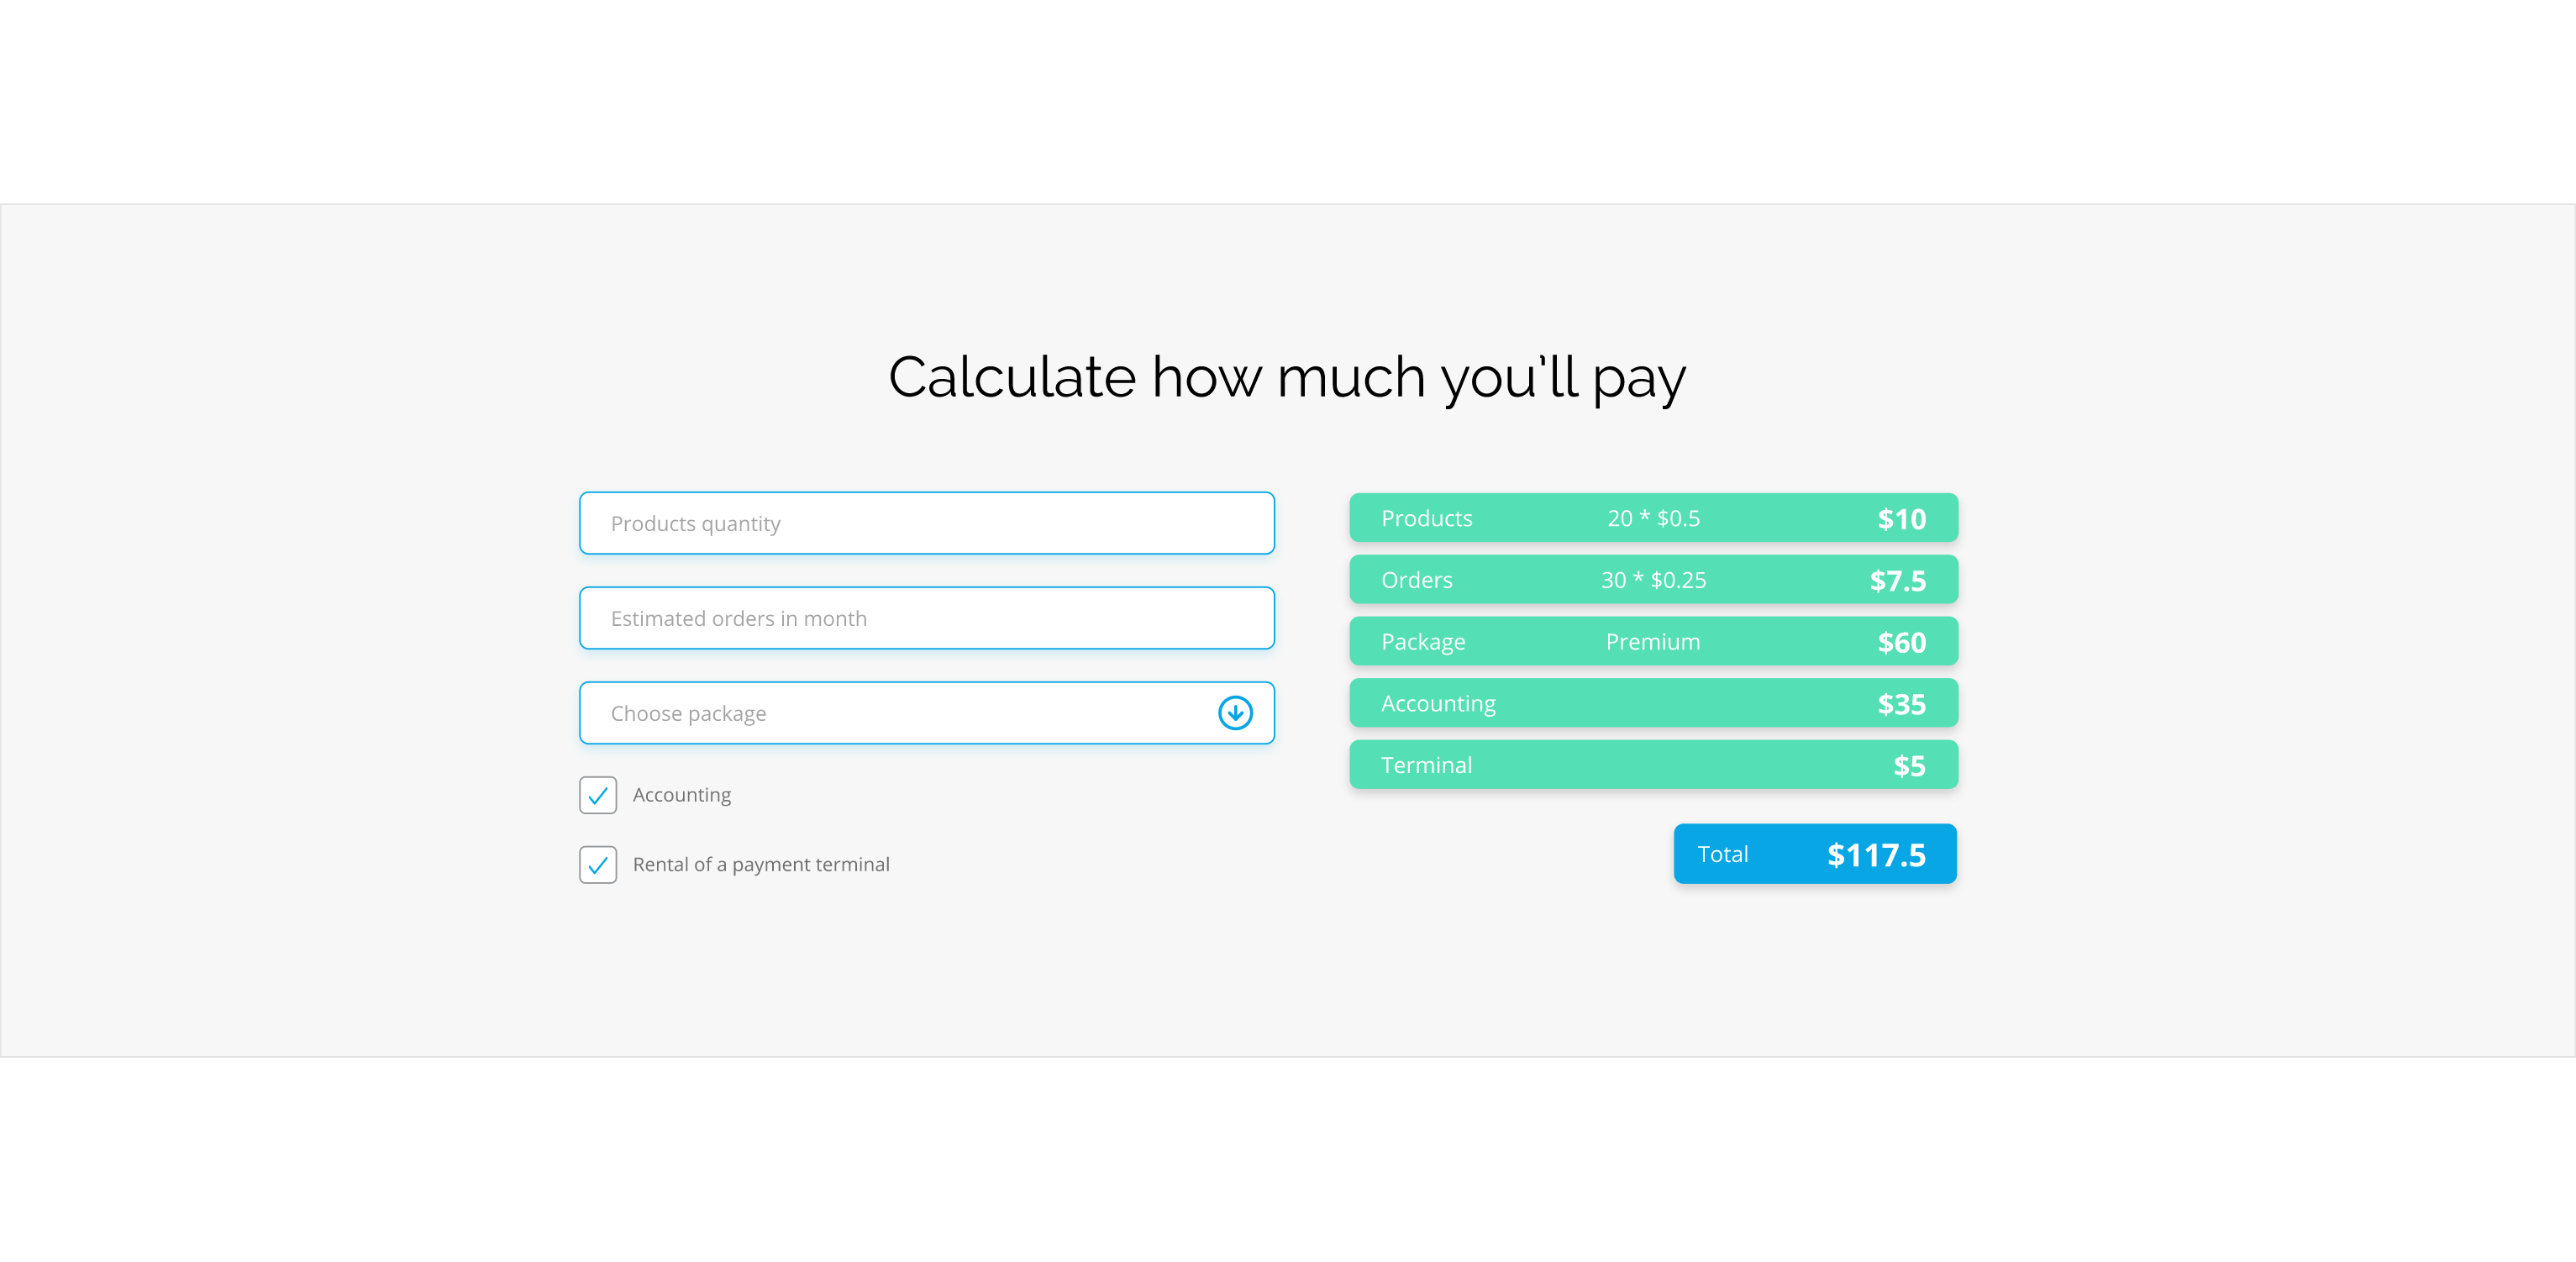 Calculate how much you'll pay
Products quantity
Estimated orders in month
Choose package
Accounting
Rental of a payment terminal
Products 20 * $0.5 $10
Orders 30 * $0.25 $7.5
Package Premium $60
Accounting $35
Terminal $5
Total $117.5